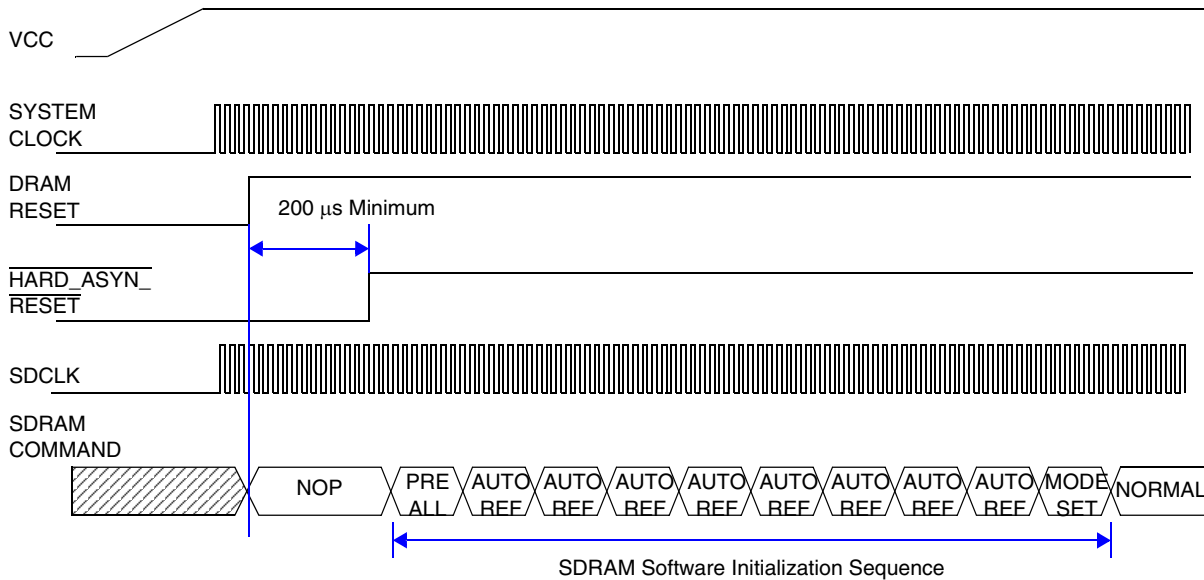 VCC
SYSTEM
CLOCK
DRAM
RESET
200 μs Minimum
HARD_ASYN_
RESET
SDCLK
SDRAM
COMMAND
NOP
PRE
ALL
AUTO
REF
AUTO
REF
AUTO
REF
AUTO
REF
AUTO
REF
AUTO
REF
AUTO
REF
AUTO
REF
MODE
SET
NORMAL
SDRAM Software Initialization Sequence